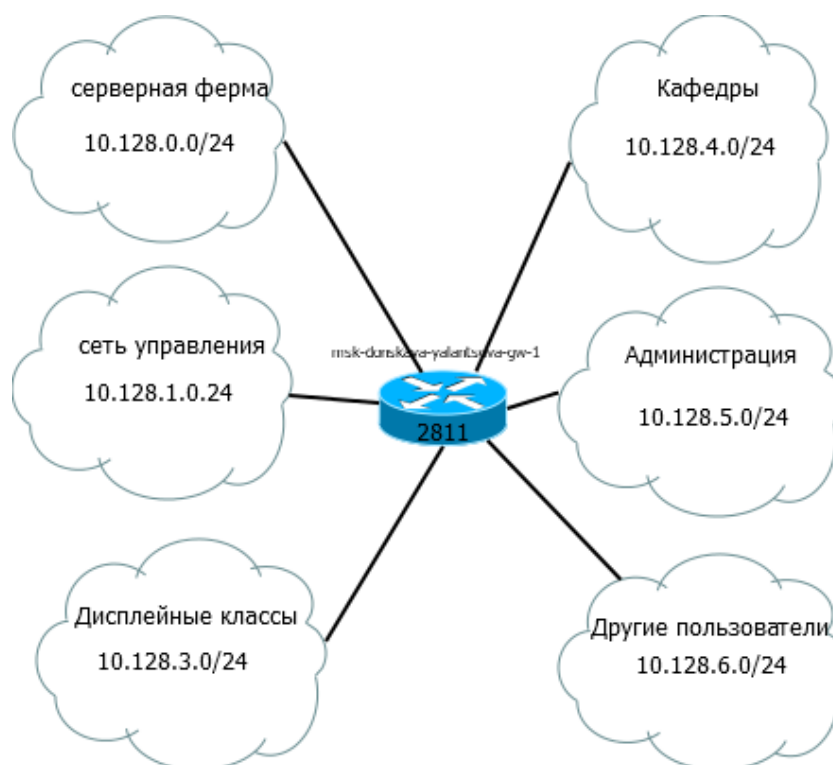 серверная ферма
10.128.0.0/24
Кафедры
10.128.4.0/24
сеть управления
10.128.1.0.24
msk-donskaya-yalantseva-gw-1
2811
Администрация
10.128.5.0/24
Дисплейные классы
10.128.3.0/24
Другие пользователи
10.128.6.0/24